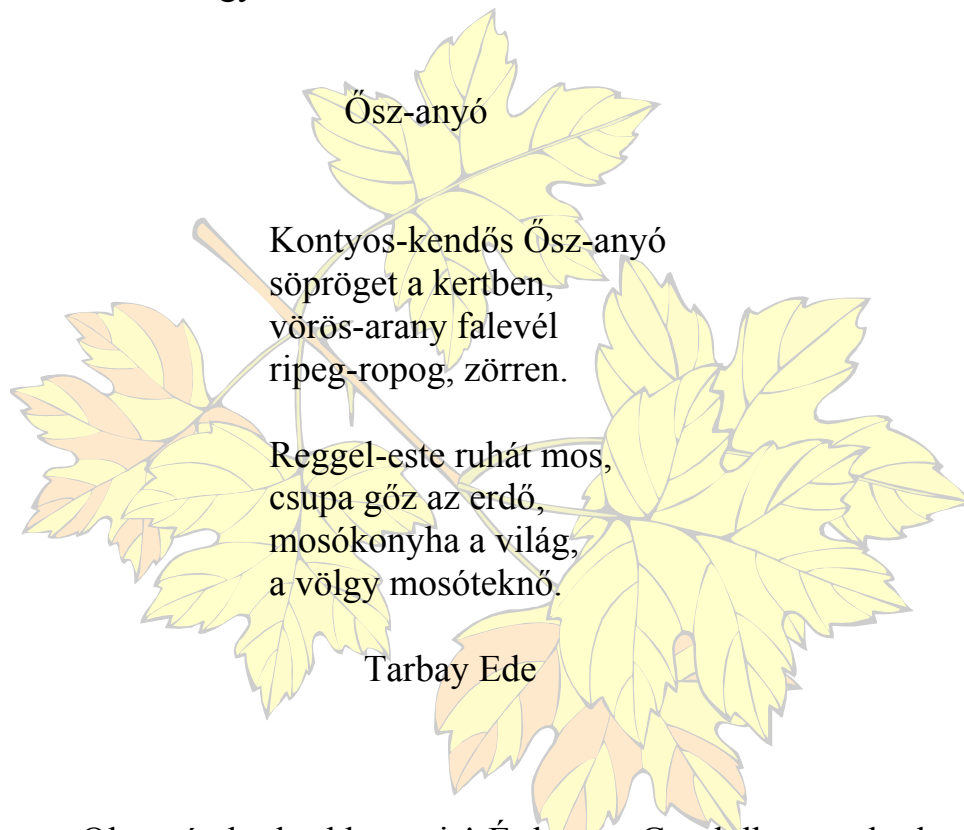 Ősz-anyó
Kontyos-kendős Ősz-anyó
söpröget a kertben,
vörös-arany falevél
ripeg-ropog, zörren.
Reggel-este ruhát mos,
csupa gőz az erdő,
mosókonyha a világ,
a völgy mosóteknő.
Tarbay Ede